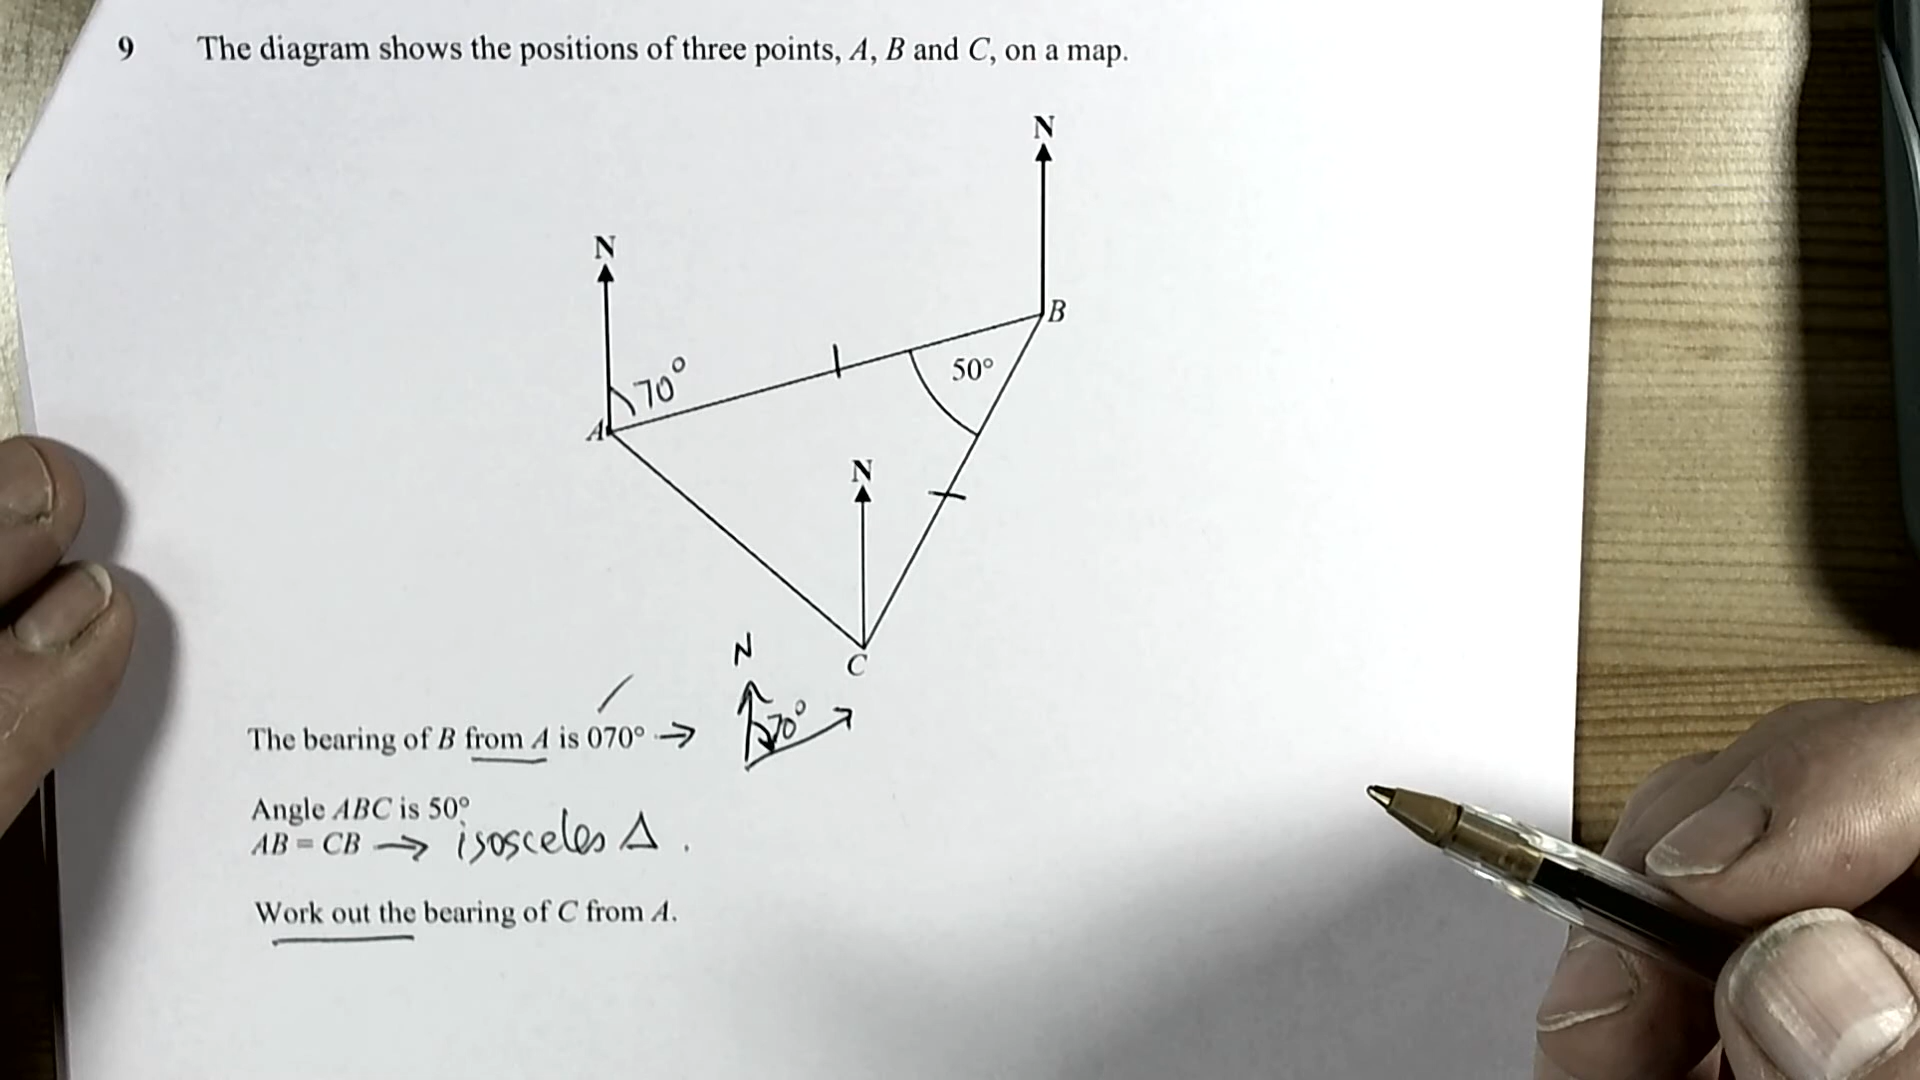 9 The diagram shows the positions of three points, A, B and C, on a map.
N
N
B
50°
70°
A
N
N
C
The bearing of B from A is 070° → 70°
Angle ABC is 50°.
AB = CB → isosceles Δ.
Work out the bearing of C from A.